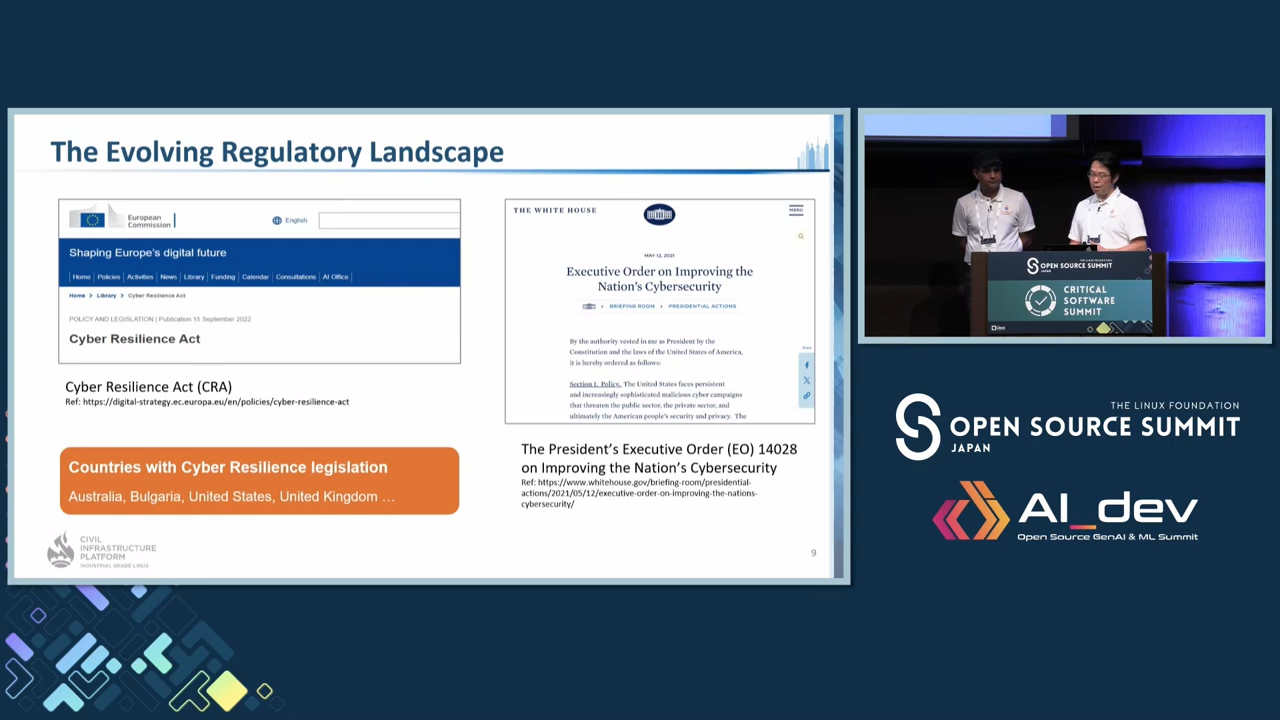 The Evolving Regulatory Landscape
European
Commission
English
Shaping Europe's digital future
Home Policies Activities News Library Funding Calendar Consultations AI Office
Home > Library > Cyber Resilience Act
POLICY AND LEGISLATION | Publication 15 September 2022
Cyber Resilience Act
Cyber Resilience Act (CRA)
Ref: https://digital-strategy.ec.europa.eu/en/policies/cyber-resilience-act
Countries with Cyber Resilience legislation
Australia, Bulgaria, United States, United Kingdom …
CIVIL
INFRASTRUCTURE
PLATFORM
INDUSTRIAL GRADE LINUX
THE WHITE HOUSE
MENU
MAY 12, 2021
Executive Order on Improving the
Nation's Cybersecurity
BRIEFING ROOM > PRESIDENTIAL ACTIONS
By the authority vested in me as President by the
Constitution and the laws of the United States of America,
it is hereby ordered as follows:
Share
Section 1. Policy. The United States faces persistent
and increasingly sophisticated malicious cyber campaigns
that threaten the public sector, the private sector, and
ultimately the American people's security and privacy. The
The President's Executive Order (EO) 14028
on Improving the Nation's Cybersecurity
Ref: https://www.whitehouse.gov/briefing-room/presidential-
actions/2021/05/12/executive-order-on-improving-the-nations-
cybersecurity/
9
OPEN SOURCE SUMMIT
JAPAN
CRITICAL
SOFTWARE
SUMMIT
THE LINUX FOUNDATION
OPEN SOURCE SUMMIT
JAPAN
AI_dev
Open Source GenAI & ML Summit